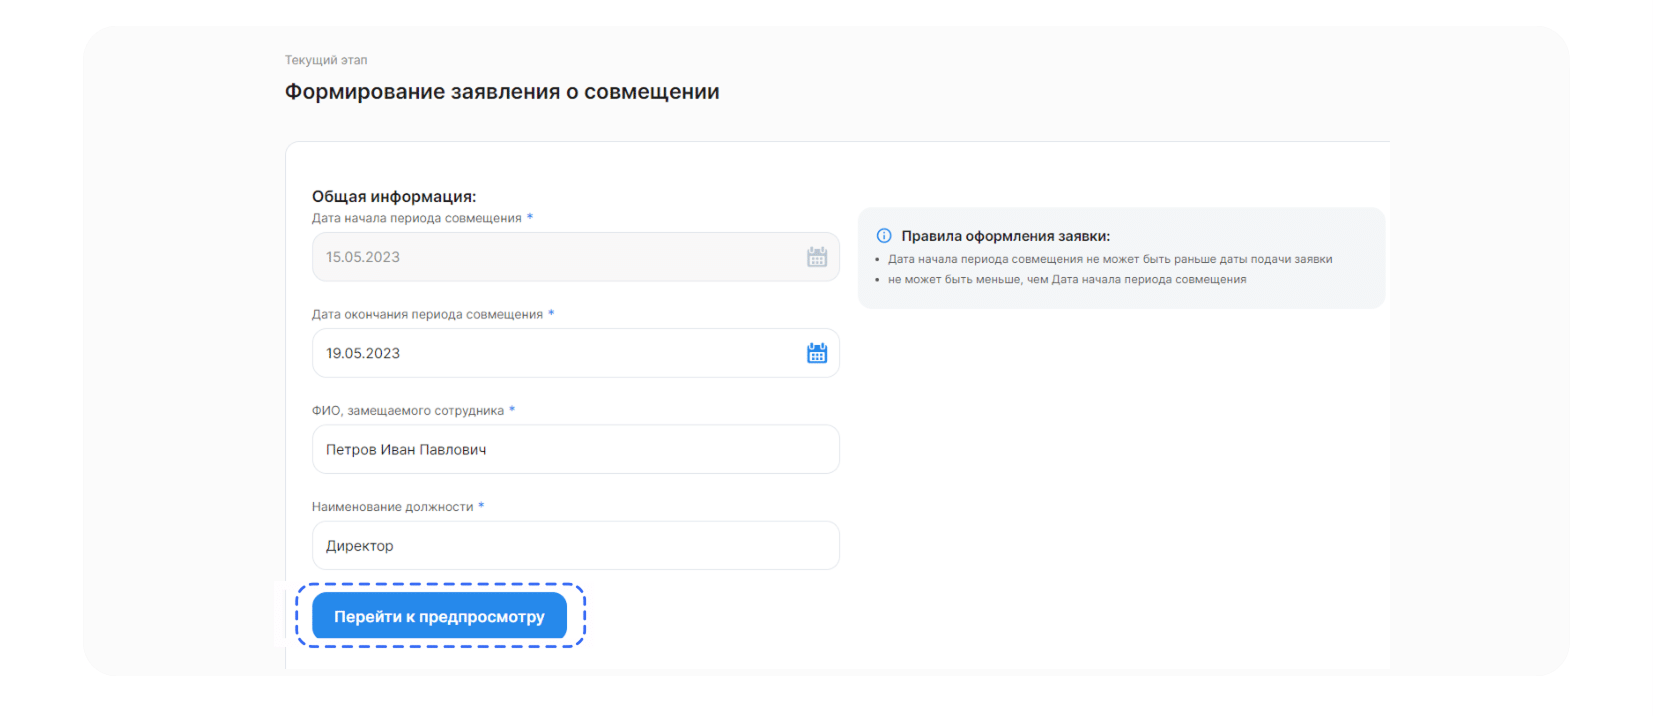 Текущий этап
Формирование заявления о совмещении
Общая информация:
Дата начала периода совмещения *
15.05.2023
Дата окончания периода совмещения *
19.05.2023
ФИО, замещаемого сотрудника *
Петров Иван Павлович
Наименование должности *
Директор
Перейти к предпросмотру
Правила оформления заявки:
• Дата начала периода совмещения не может быть раньше даты подачи заявки
• не может быть меньше, чем Дата начала периода совмещения